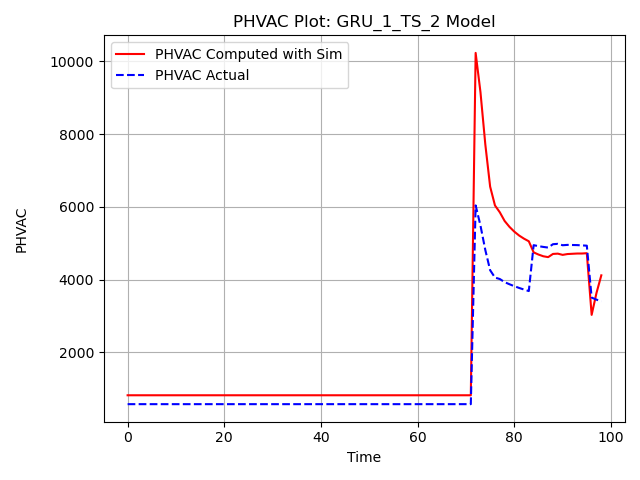 PHVAC Plot: GRU_1_TS_2 Model
PHVAC Computed with Sim
PHVAC Actual
10000
8000
6000
4000
2000
PHVAC
0
20
40
60
80
100
Time